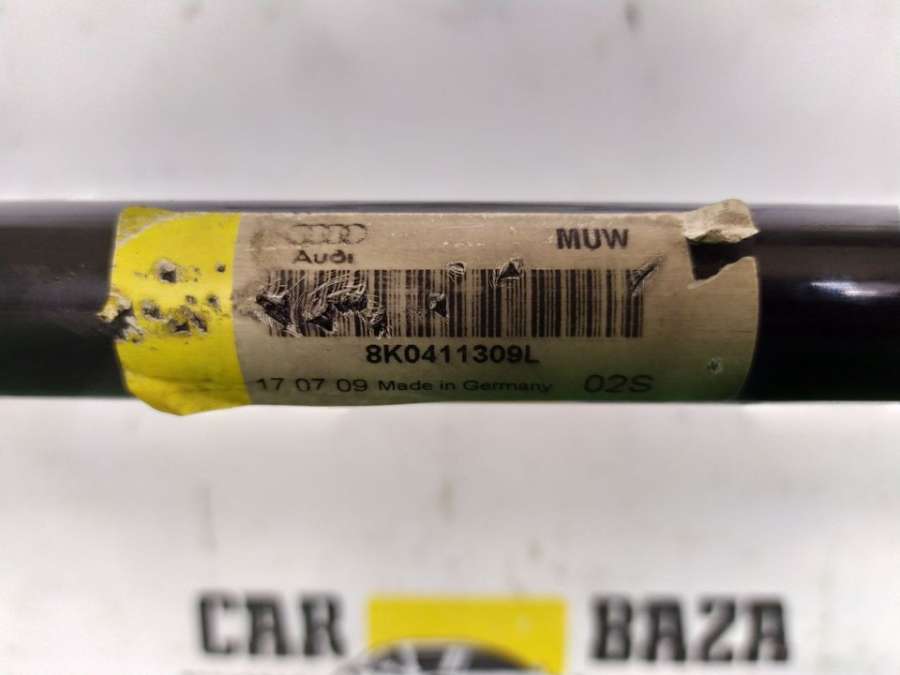 Audi
MUW
8K0411309L
17 07 09 Made in Germany 02S
CAR BAZA